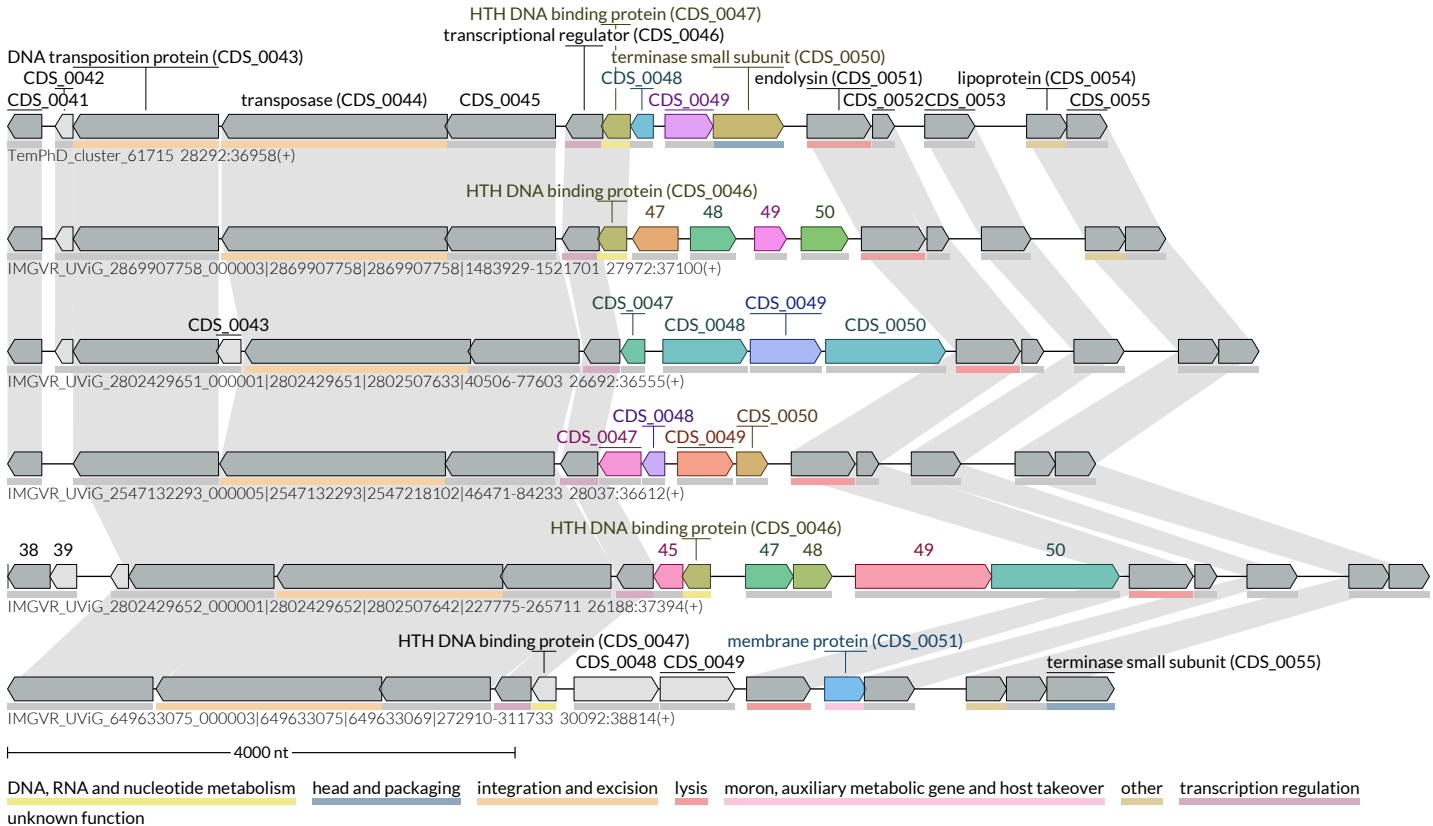 HTH DNA binding protein (CDS_0047)
transcriptional regulator (CDS_0046)
DNA transposition protein (CDS_0043) terminase small subunit (CDS_0050)
CDS_0042 CDS_0048 endolysin (CDS_0051) lipoprotein (CDS_0054)
CDS_0041 transposase (CDS_0044) CDS_0045 CDS_0049 CDS_0052 CDS_0053 CDS_0055
TemPhD_cluster_61715 28292:36958(+)
HTH DNA binding protein (CDS_0046)
47 48 49 50
IMGVR_UViG_2869907758_000003|2869907758|2869907758|1483929-1521701 27972:37100(+)
CDS_0047 CDS_0049
CDS_0043 CDS_0048 CDS_0050
IMGVR_UViG_2802429651_000001|2802429651|2802507633|40506-77603 26692:36555(+)
CDS_0048 CDS_0050
CDS_0047 CDS_0049
IMGVR_UViG_2547132293_000005|2547132293|2547218102|46471-84233 28037:36612(+)
HTH DNA binding protein (CDS_0046)
38 39 45 47 48 49 50
IMGVR_UViG_2802429652_000001|2802429652|2802507642|227775-265711 26188:37394(+)
HTH DNA binding protein (CDS_0047) membrane protein (CDS_0051)
CDS_0048 CDS_0049 terminase small subunit (CDS_0055)
IMGVR_UViG_649633075_000003|649633075|649633069|272910-311733 30092:38814(+)
4000 nt
DNA, RNA and nucleotide metabolism head and packaging integration and excision lysis moron, auxiliary metabolic gene and host takeover other transcription regulation
unknown function